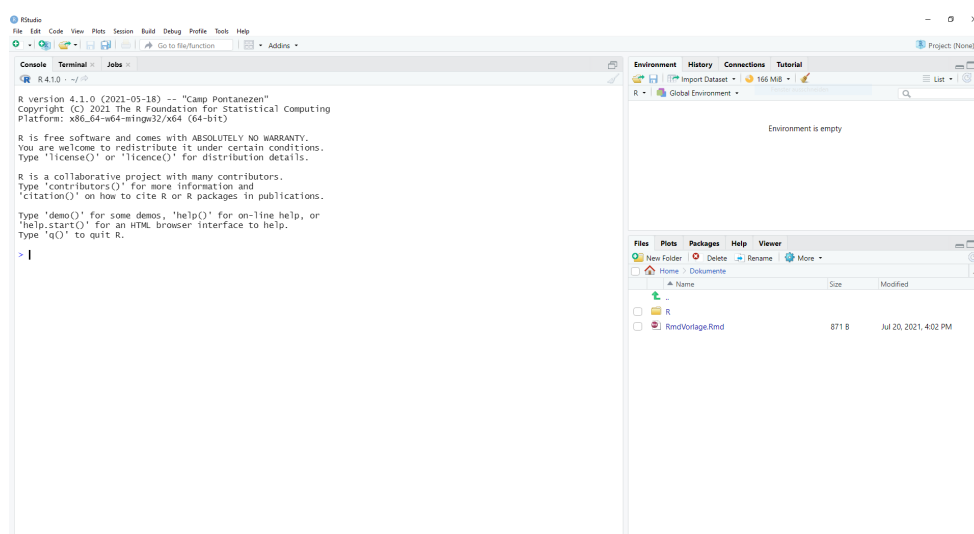 RStudio
File Edit Code View Plots Session Build Debug Profile Tools Help
Go to file/function Addins
Project: (None)
Console Terminal Jobs
R 4.1.0 · ~/
R version 4.1.0 (2021-05-18) -- "Camp Pontanezen"
Copyright (C) 2021 The R Foundation for Statistical Computing
Platform: x86_64-w64-mingw32/x64 (64-bit)
R is free software and comes with ABSOLUTELY NO WARRANTY.
You are welcome to redistribute it under certain conditions.
Type 'license()' or 'licence()' for distribution details.
R is a collaborative project with many contributors.
Type 'contributors()' for more information and
'citation()' on how to cite R or R packages in publications.
Type 'demo()' for some demos, 'help()' for on-line help, or
'help.start()' for an HTML browser interface to help.
Type 'q()' to quit R.
>
Environment History Connections Tutorial
Import Dataset 166 MiB List
R Global Environment
Environment is empty
Files Plots Packages Help Viewer
New Folder Delete Rename More
Home Dokumente
Name Size Modified
..
R
RmdVorlage.Rmd 871 B Jul 20, 2021, 4:02 PM